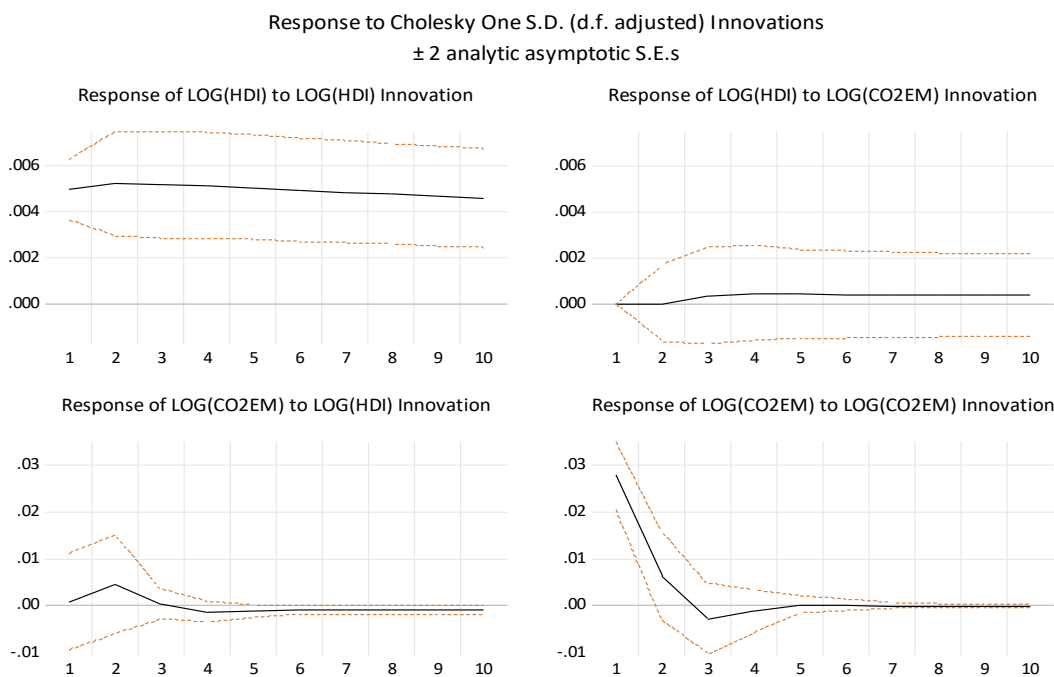 Response to Cholesky One S.D. (d.f. adjusted) Innovations
± 2 analytic asymptotic S.E.s
Response of LOG(HDI) to LOG(HDI) Innovation
.006
.004
.002
.000
1 2 3 4 5 6 7 8 9 10
Response of LOG(HDI) to LOG(CO2EM) Innovation
.006
.004
.002
.000
1 2 3 4 5 6 7 8 9 10
Response of LOG(CO2EM) to LOG(HDI) Innovation
.03
.02
.01
.00
-.01
1 2 3 4 5 6 7 8 9 10
Response of LOG(CO2EM) to LOG(CO2EM) Innovation
.03
.02
.01
.00
-.01
1 2 3 4 5 6 7 8 9 10